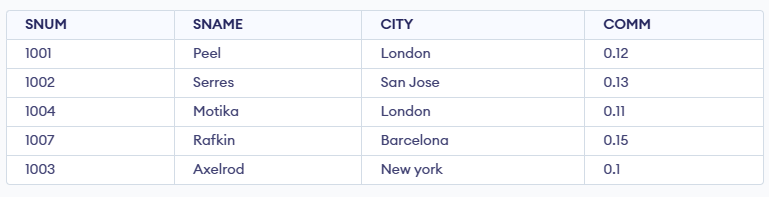 SNUM SNAME CITY COMM
1001 Peel London 0.12
1002 Serres San Jose 0.13
1004 Motika London 0.11
1007 Rafkin Barcelona 0.15
1003 Axelrod New york 0.1